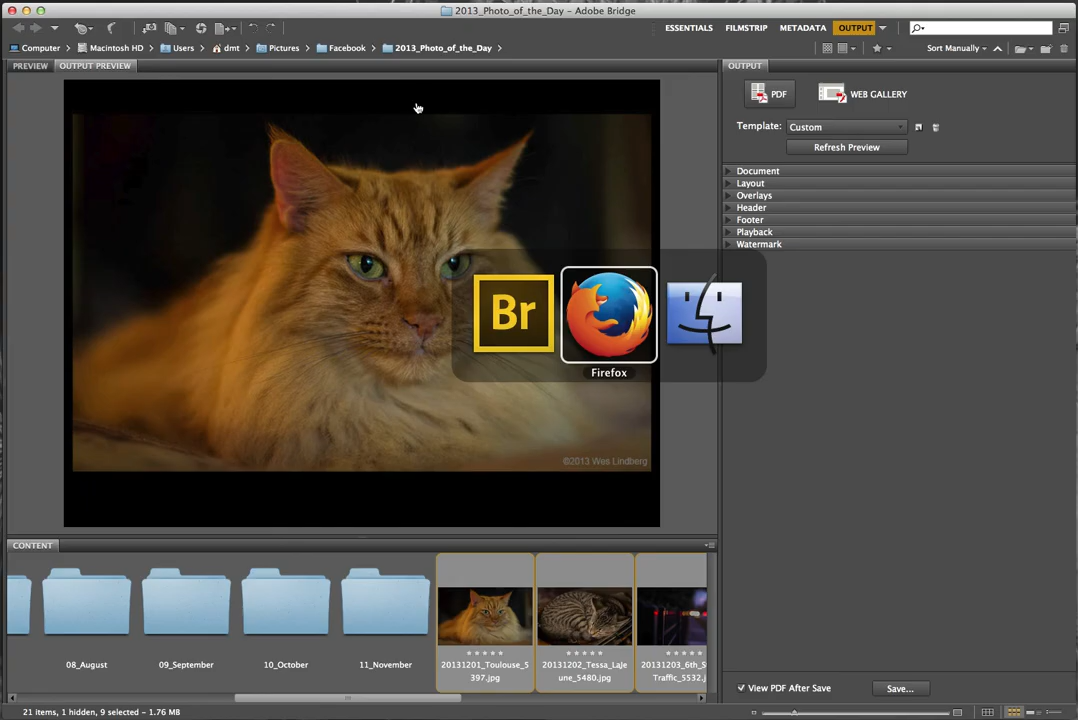 2013_Photo_of_the_Day – Adobe Bridge
ESSENTIALS FILMSTRIP METADATA OUTPUT
Computer > Macintosh HD > Users > dmt > Pictures > Facebook > 2013_Photo_of_the_Day >
Sort Manually
PREVIEW OUTPUT PREVIEW
OUTPUT
PDF WEB GALLERY
Template: Custom
Refresh Preview
Document
Layout
Overlays
Header
Footer
Playback
Watermark
Br
Firefox
©2013 Wes Lindberg
CONTENT
08_August
09_September
10_October
11_November
20131201_Toulouse_5
397.jpg
20131202_Tessa_LaJe
une_5480.jpg
20131203_6th_S
Traffic_5532.j
View PDF After Save Save...
21 items, 1 hidden, 9 selected – 1.76 MB